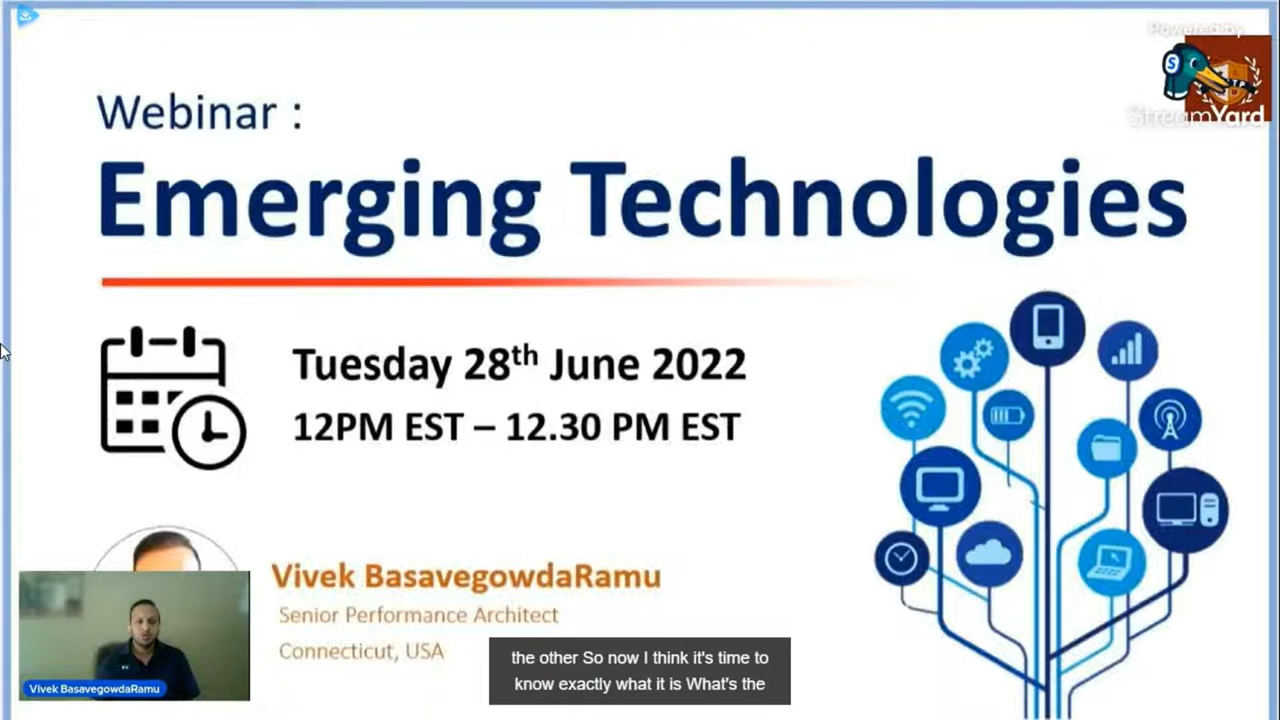 Powered by
StreamYard
Webinar :
Emerging Technologies
Tuesday 28th June 2022
12PM EST – 12.30 PM EST
Vivek BasavegowdaRamu
Senior Performance Architect
Connecticut, USA
Vivek BasavegowdaRamu
the other So now I think it's time to
know exactly what it is What's the